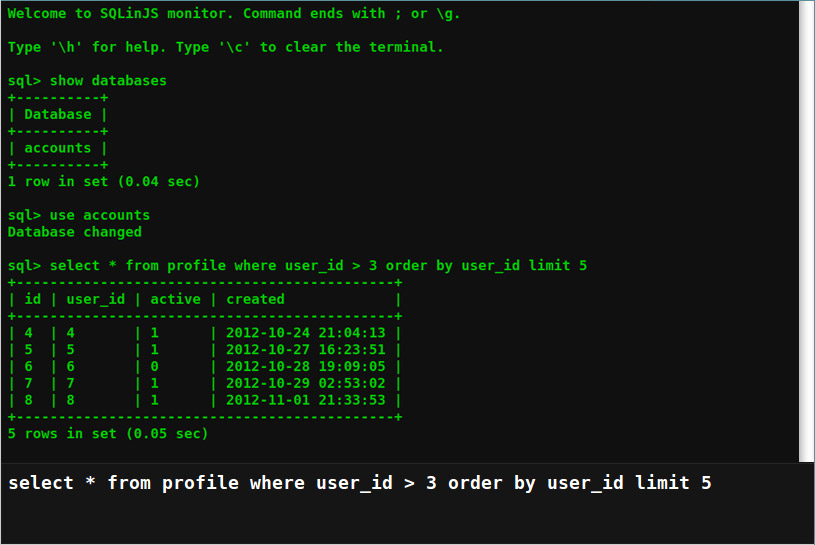 Welcome to SQLinJS monitor. Command ends with ; or \g.
Type '\h' for help. Type '\c' to clear the terminal.
sql> show databases
+----------+
| Database |
+----------+
| accounts |
+----------+
1 row in set (0.04 sec)
sql> use accounts
Database changed
sql> select * from profile where user_id > 3 order by user_id limit 5
+---------------------------------------------+
| id | user_id | active | created             |
+---------------------------------------------+
| 4  | 4       | 1      | 2012-10-24 21:04:13 |
| 5  | 5       | 1      | 2012-10-27 16:23:51 |
| 6  | 6       | 0      | 2012-10-28 19:09:05 |
| 7  | 7       | 1      | 2012-10-29 02:53:02 |
| 8  | 8       | 1      | 2012-11-01 21:33:53 |
+---------------------------------------------+
5 rows in set (0.05 sec)
select * from profile where user_id > 3 order by user_id limit 5